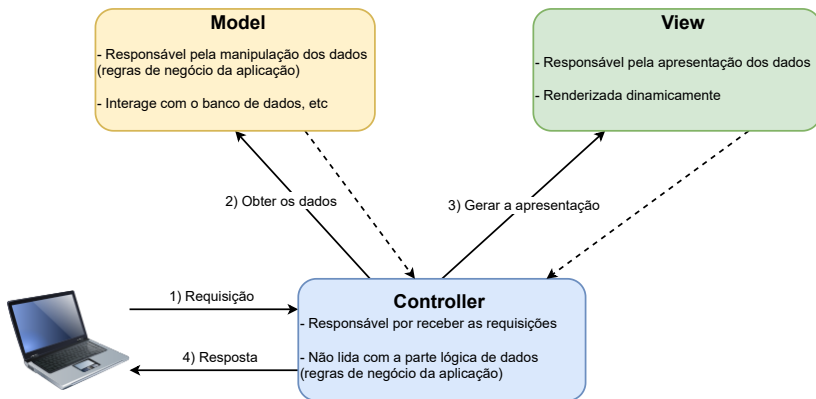 Model
- Responsável pela manipulação dos dados
(regras de negócio da aplicação)
- Interage com o banco de dados, etc
View
- Responsável pela apresentação dos dados
- Renderizada dinamicamente
2) Obter os dados
3) Gerar a apresentação
1) Requisição
4) Resposta
Controller
- Responsável por receber as requisições
- Não lida com a parte lógica de dados
(regras de negócio da aplicação)